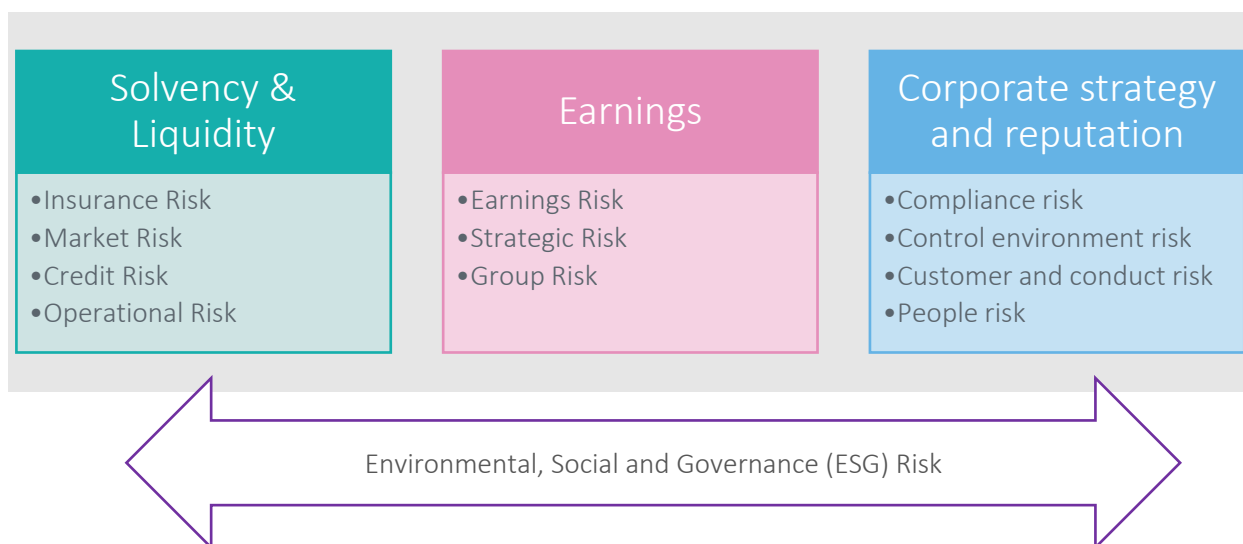 Solvency &
Liquidity
•Insurance Risk
•Market Risk
•Credit Risk
•Operational Risk
Earnings
•Earnings Risk
•Strategic Risk
•Group Risk
Corporate strategy
and reputation
•Compliance risk
•Control environment risk
•Customer and conduct risk
•People risk
Environmental, Social and Governance (ESG) Risk